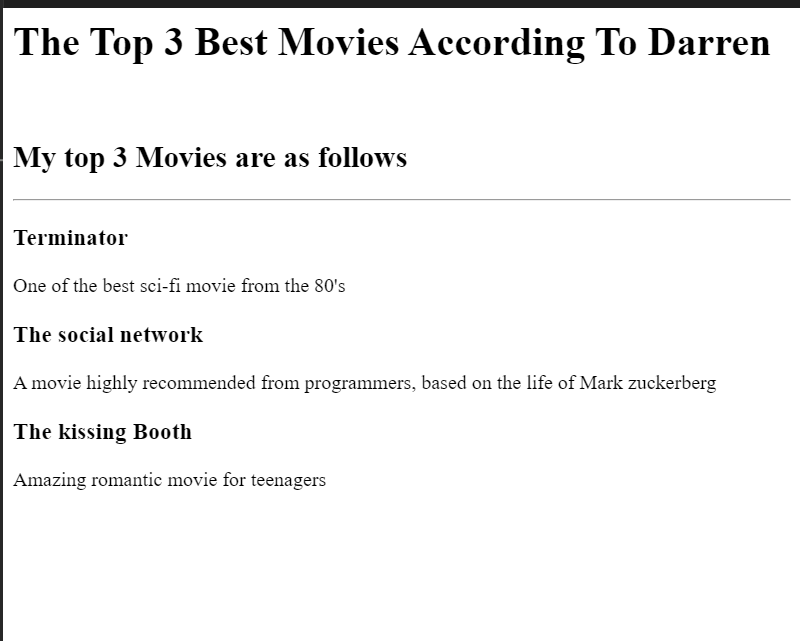 The Top 3 Best Movies According To Darren
My top 3 Movies are as follows
Terminator
One of the best sci-fi movie from the 80's
The social network
A movie highly recommended from programmers, based on the life of Mark zuckerberg
The kissing Booth
Amazing romantic movie for teenagers